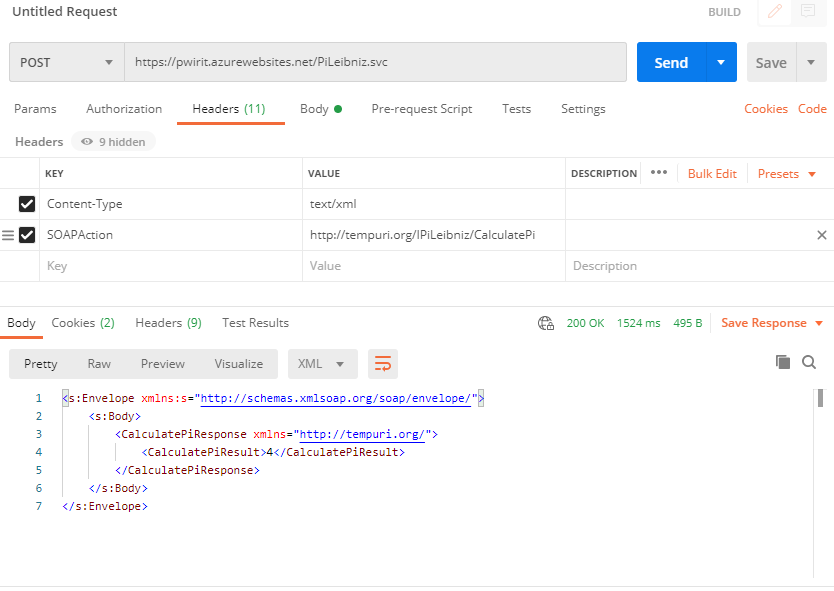 Untitled Request BUILD
POST https://pwirit.azurewebsites.net/PiLeibniz.svc Send Save
Params Authorization Headers (11) Body Pre-request Script Tests Settings Cookies Code
Headers 9 hidden
KEY VALUE DESCRIPTION ••• Bulk Edit Presets
Content-Type text/xml
SOAPAction http://tempuri.org/IPiLeibniz/CalculatePi
Key Value Description
Body Cookies (2) Headers (9) Test Results 200 OK 1524 ms 495 B Save Response
Pretty Raw Preview Visualize XML
1 <s:Envelope xmlns:s="http://schemas.xmlsoap.org/soap/envelope/">
2 <s:Body>
3 <CalculatePiResponse xmlns="http://tempuri.org/">
4 <CalculatePiResult>4</CalculatePiResult>
5 </CalculatePiResponse>
6 </s:Body>
7 </s:Envelope>